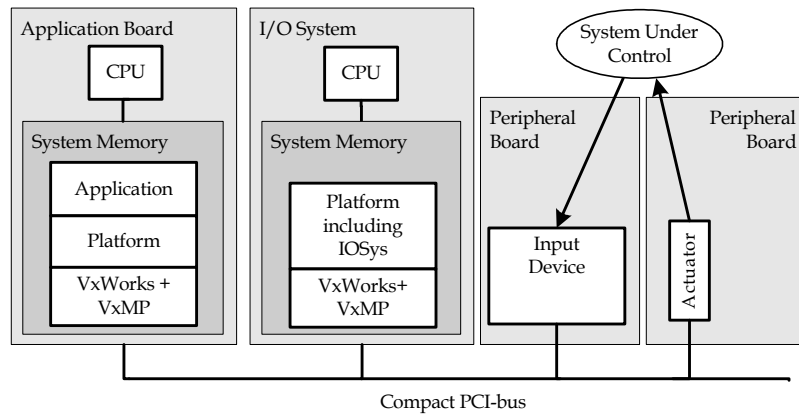 Application Board
CPU
System Memory
Application
Platform
VxWorks +
VxMP
I/O System
CPU
System Memory
Platform
including
IOSys
VxWorks+
VxMP
System Under
Control
Peripheral
Board
Input
Device
Peripheral
Board
Actuator
Compact PCI-bus